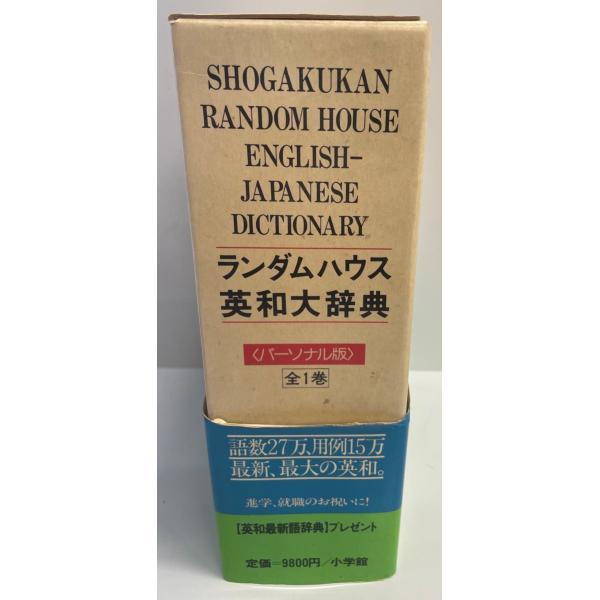 SHOGAKUKAN
RANDOM HOUSE
ENGLISH-
JAPANESE
DICTIONARY
ランダムハウス
英和大辞典
〈パーソナル版〉
全1巻
語数27万、用例15万
最新、最大の英和。
進学、就職のお祝いに!
【英和最新語辞典】プレゼント
定価=9800円/小学館